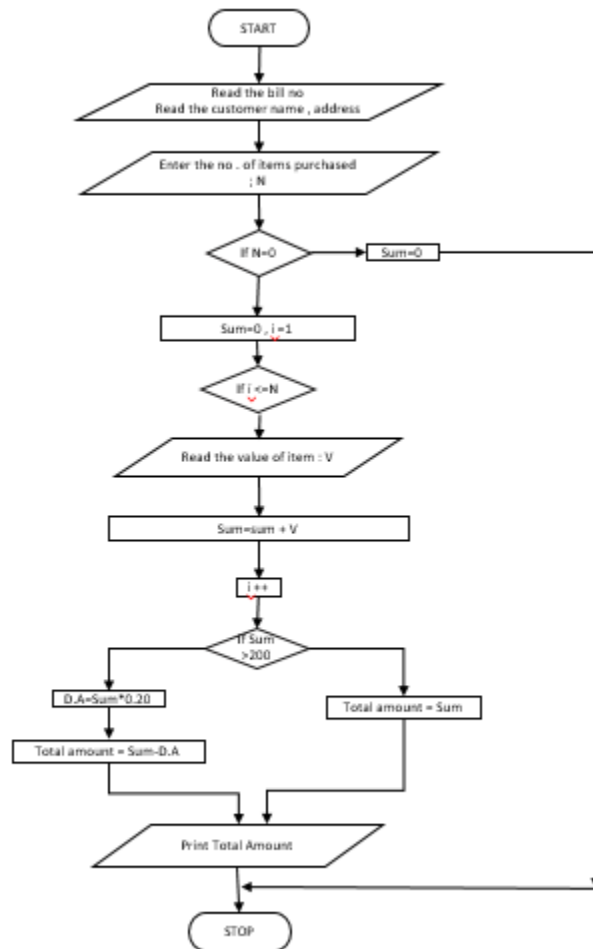 START
Read the bill no
Read the customer name , address
Enter the no . of items purchased
; N
If N=0
Sum=0
Sum=0 , i=1
If i <=N
Read the value of item : V
Sum=sum + V
i ++
If Sum
>200
D.A=Sum*0.20
Total amount = Sum
Total amount = Sum-D.A
Print Total Amount
STOP